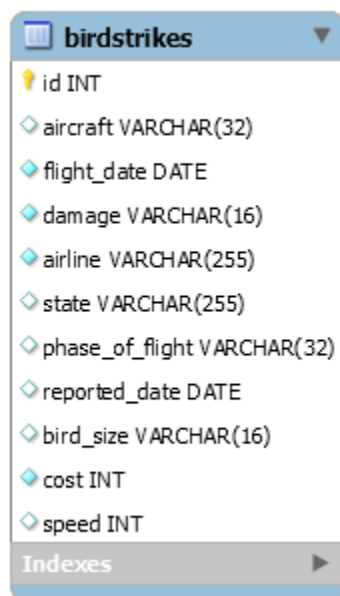 birdstrikes
id INT
aircraft VARCHAR(32)
flight_date DATE
damage VARCHAR(16)
airline VARCHAR(255)
state VARCHAR(255)
phase_of_flight VARCHAR(32)
reported_date DATE
bird_size VARCHAR(16)
cost INT
speed INT
Indexes